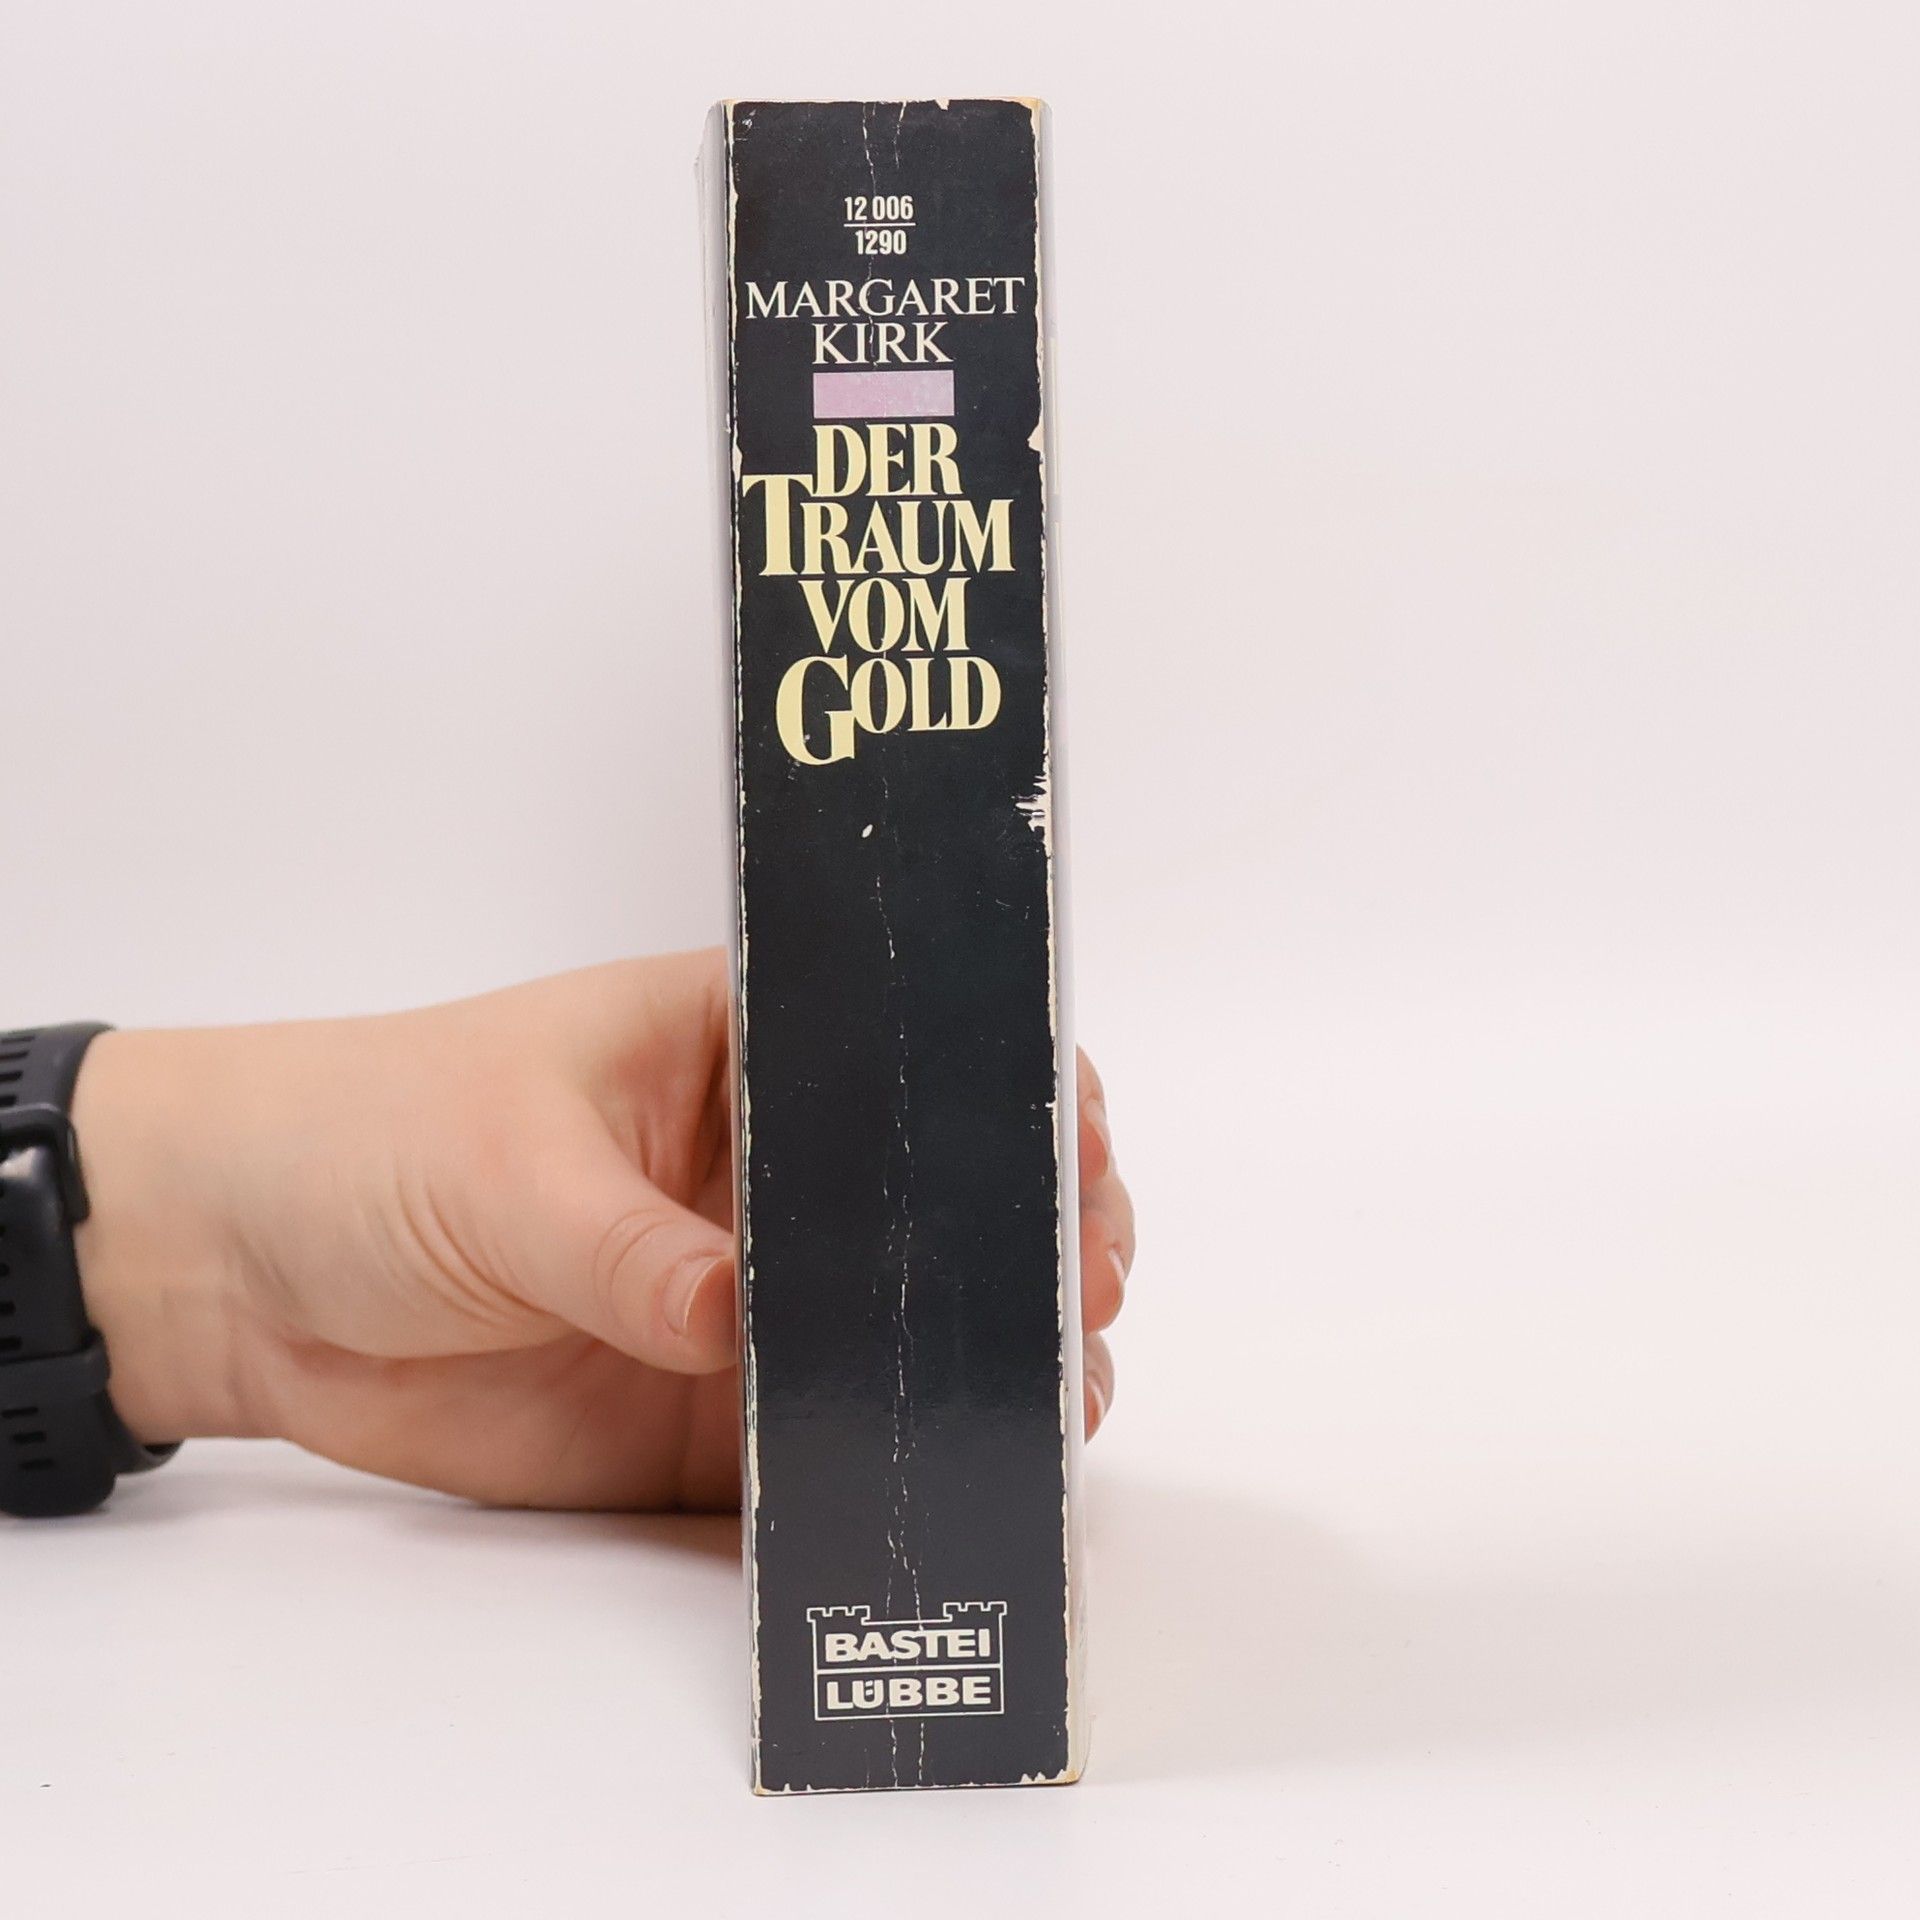 12 006
1290
MARGARET
KIRK
DER
TRAUM
VOM
GOLD
BASTEI
LÜBBE